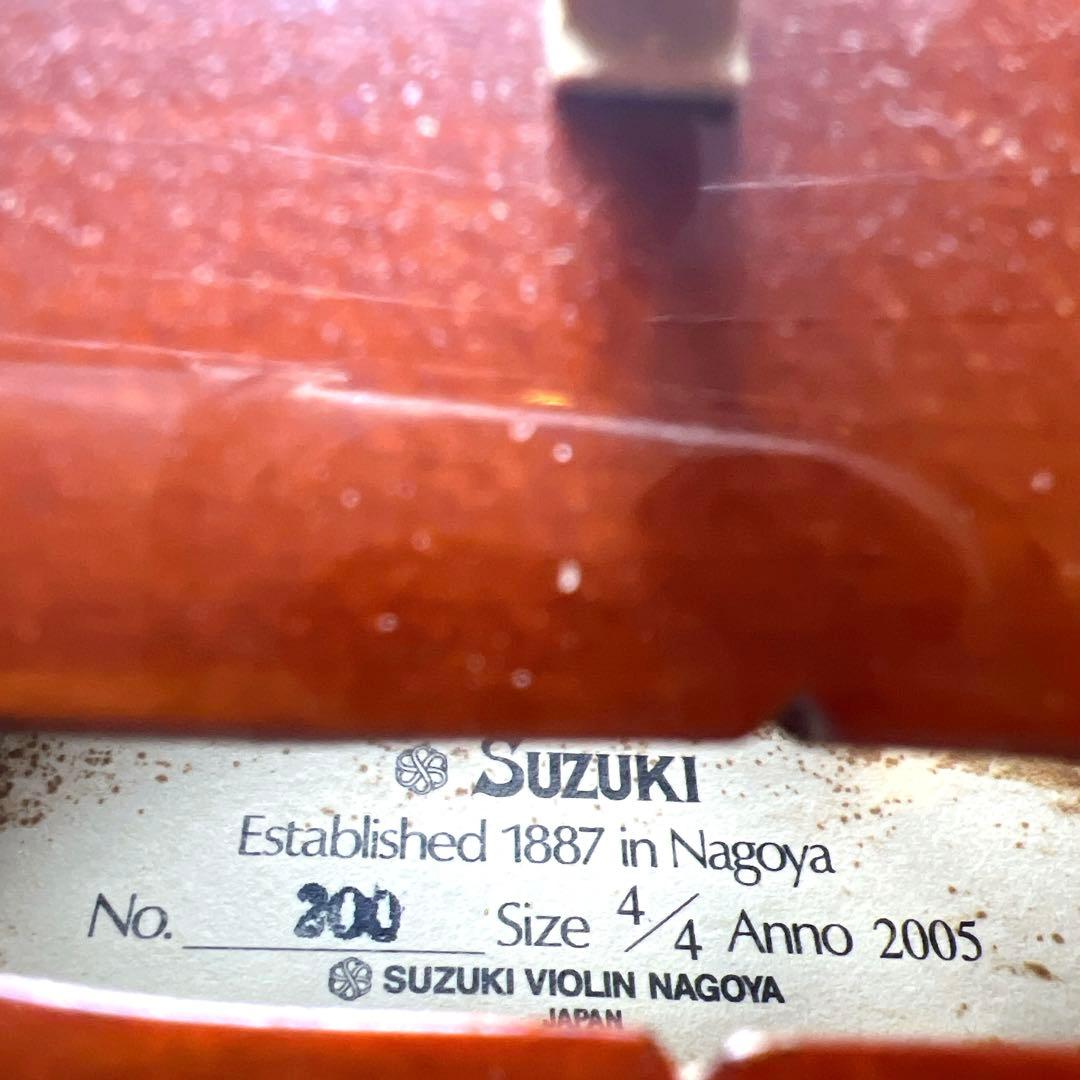 SUZUKI
Established 1887 in Nagoya
No. 200 Size 4/4 Anno 2005
SUZUKI VIOLIN NAGOYA
JAPAN